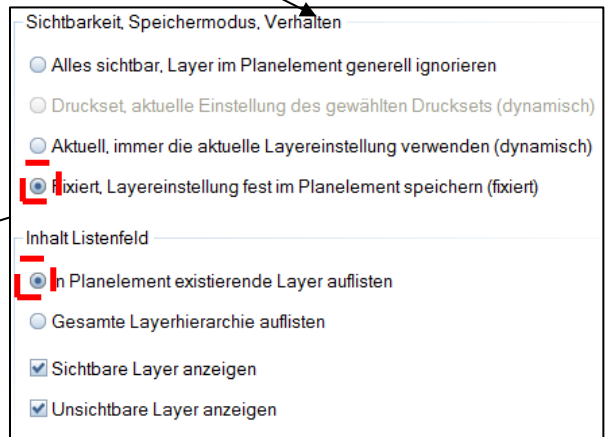 Sichtbarkeit, Speichermodus, Verhalten
Alles sichtbar, Layer im Planelement generell ignorieren
Druckset, aktuelle Einstellung des gewählten Drucksets (dynamisch)
Aktuell, immer die aktuelle Layereinstellung verwenden (dynamisch)
Fixiert, Layereinstellung fest im Planelement speichern (fixiert)
Inhalt Listenfeld
In Planelement existierende Layer auflisten
Gesamte Layerhierarchie auflisten
Sichtbare Layer anzeigen
Unsichtbare Layer anzeigen